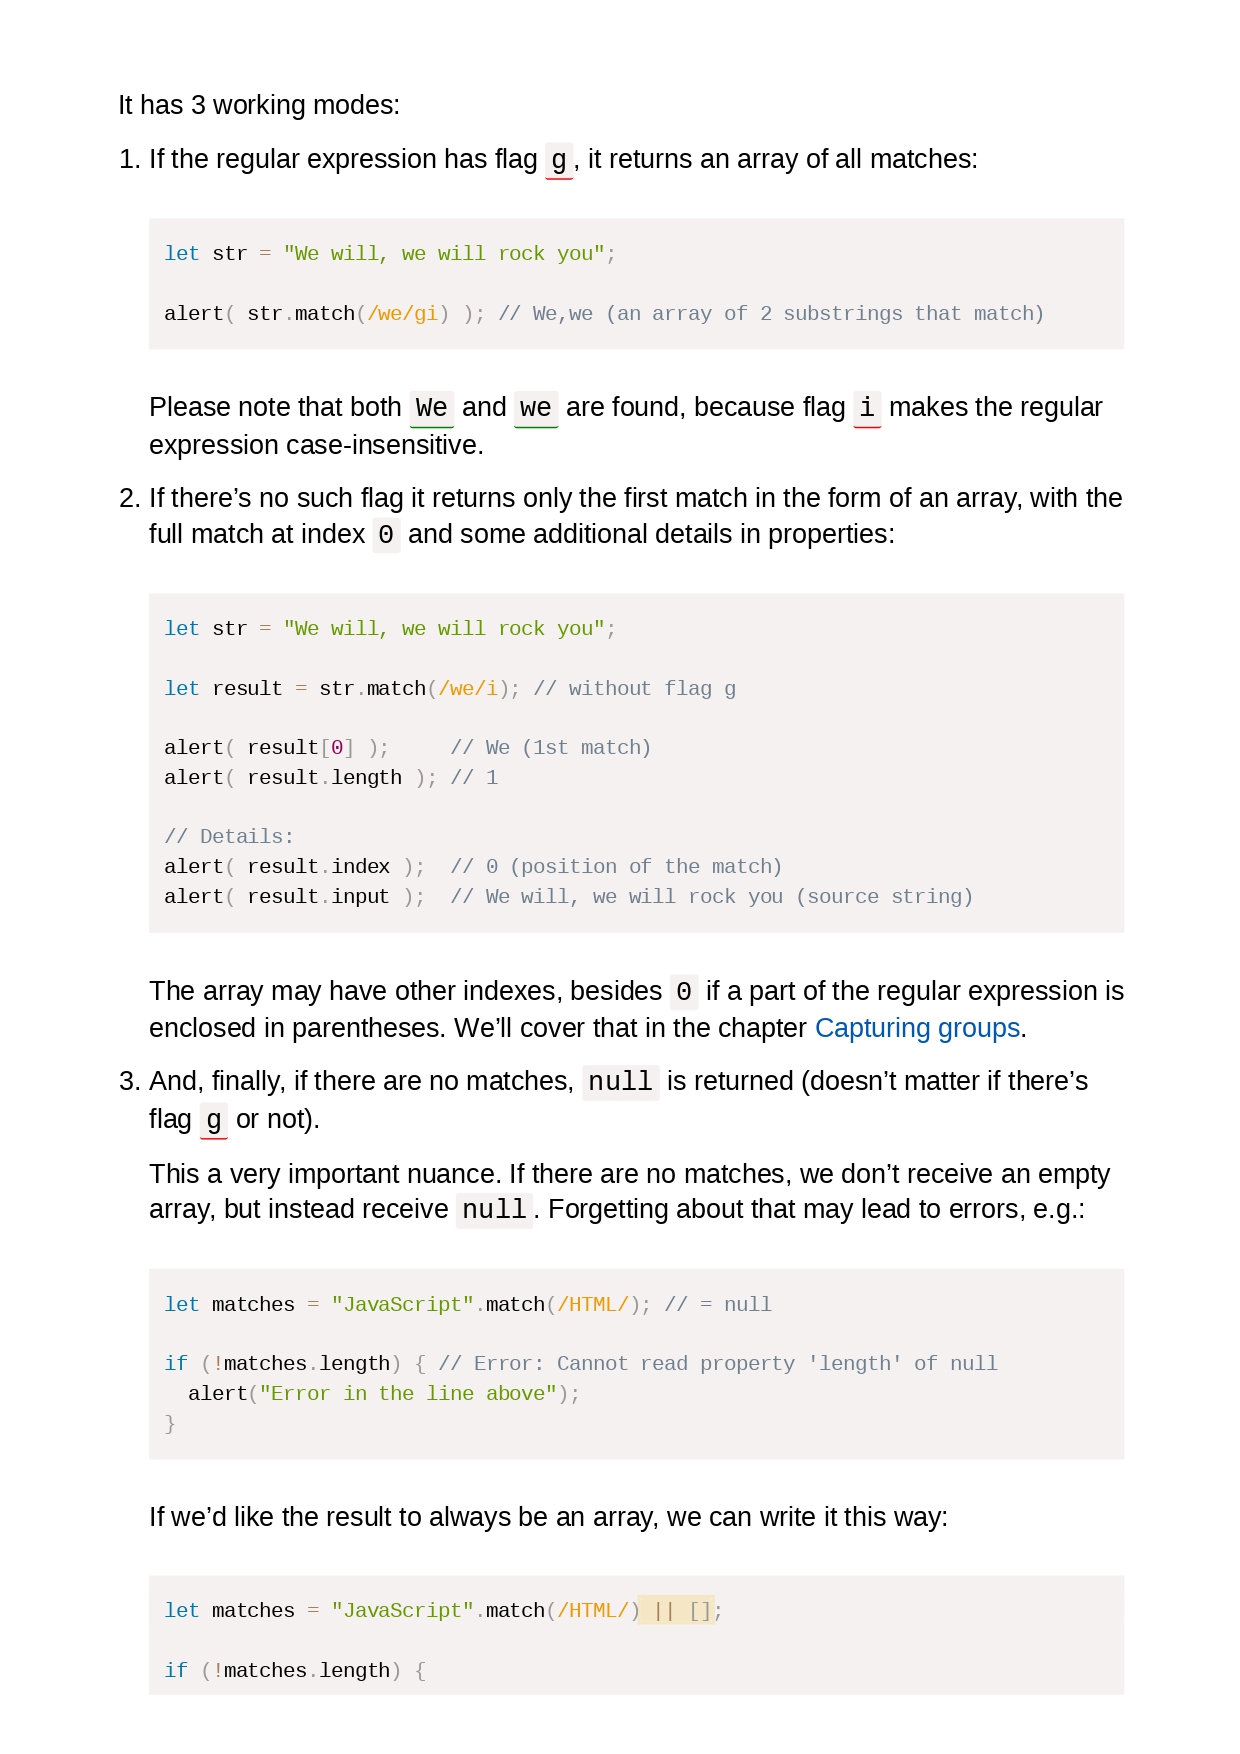 It has 3 working modes:
1. If the regular expression has flag g, it returns an array of all matches:
let str = "We will, we will rock you";
alert( str.match(/we/gi) ); // We,we (an array of 2 substrings that match)
Please note that both We and we are found, because flag i makes the regular
expression case-insensitive.
2. If there’s no such flag it returns only the first match in the form of an array, with the
full match at index 0 and some additional details in properties:
let str = "We will, we will rock you";
let result = str.match(/we/i); // without flag g
alert( result[0] );     // We (1st match)
alert( result.length ); // 1
// Details:
alert( result.index );  // 0 (position of the match)
alert( result.input );  // We will, we will rock you (source string)
The array may have other indexes, besides 0 if a part of the regular expression is
enclosed in parentheses. We’ll cover that in the chapter Capturing groups.
3. And, finally, if there are no matches, null is returned (doesn’t matter if there’s
flag g or not).
This a very important nuance. If there are no matches, we don’t receive an empty
array, but instead receive null. Forgetting about that may lead to errors, e.g.:
let matches = "JavaScript".match(/HTML/); // = null
if (!matches.length) { // Error: Cannot read property 'length' of null
  alert("Error in the line above");
}
If we’d like the result to always be an array, we can write it this way:
let matches = "JavaScript".match(/HTML/) || [];
if (!matches.length) {